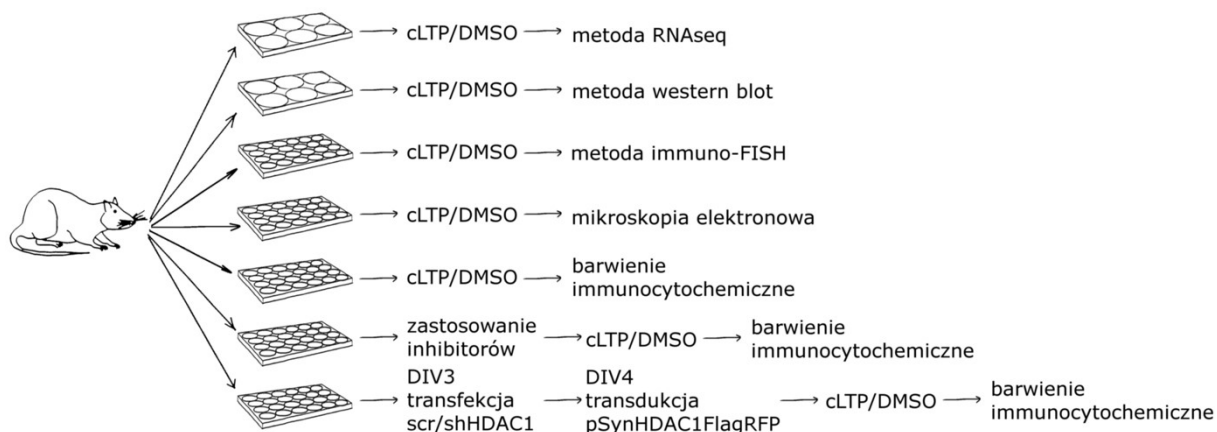 cLTP/DMSO metoda RNAseq
cLTP/DMSO metoda western blot
cLTP/DMSO metoda immuno-FISH
cLTP/DMSO mikroskopia elektronowa
cLTP/DMSO barwienie
immunocytochemiczne
zastosowanie
inhibitorów
cLTP/DMSO
barwienie
immunocytochemiczne
DIV3
transfekcja
scr/shHDAC1
DIV4
transdukcja
pSynHDAC1FlagRFP
cLTP/DMSO
barwienie
immunocytochemiczne